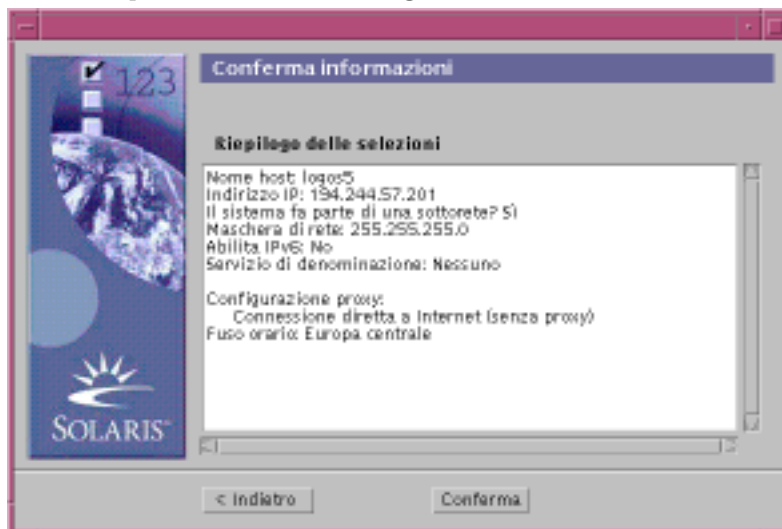 123
Conferma informazioni
Riepilogo delle selezioni
Nome host: logos5
Indirizzo IP: 194.244.57.201
Il sistema fa parte di una sottorete? Sì
Maschera di rete: 255.255.255.0
Abilita IPv6: No
Servizio di denominazione: Nessuno
Configurazione proxy:
Connessione diretta a Internet (senza proxy)
Fuso orario: Europa centrale
SOLARIS™
< Indietro
Conferma